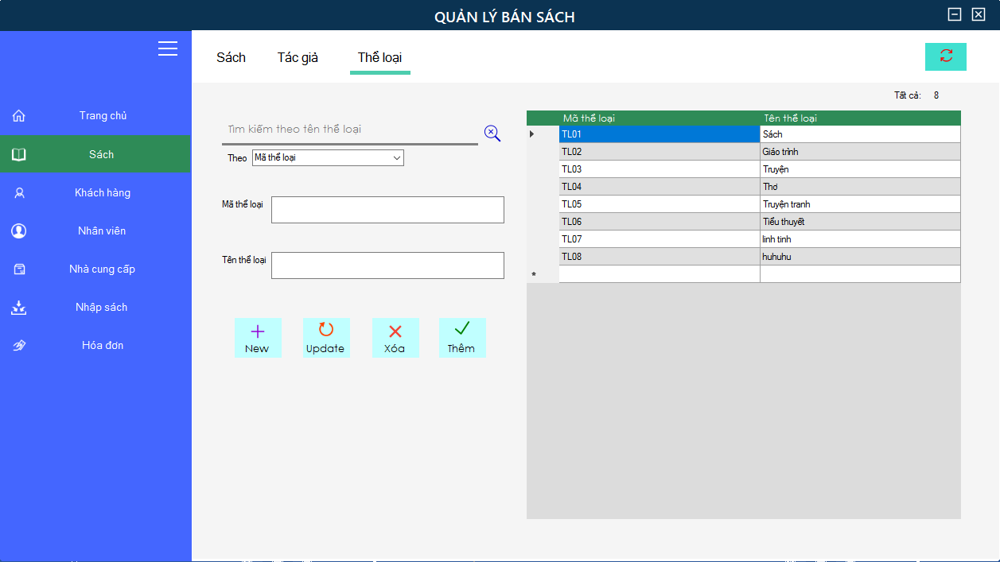 QUẢN LÝ BÁN SÁCH
Sách Tác giả Thể loại
Trang chủ
Sách
Khách hàng
Nhân viên
Nhà cung cấp
Nhập sách
Hóa đơn
Tìm kiếm theo tên thể loại
Theo Mã thể loại
Mã thể loại
Tên thể loại
New Update Xóa Thêm
Tất cả: 8
Mã thể loại Tên thể loại
TL01 Sách
TL02 Giáo trình
TL03 Truyện
TL04 Thơ
TL05 Truyện tranh
TL06 Tiểu thuyết
TL07 linh tinh
TL08 huhuhu